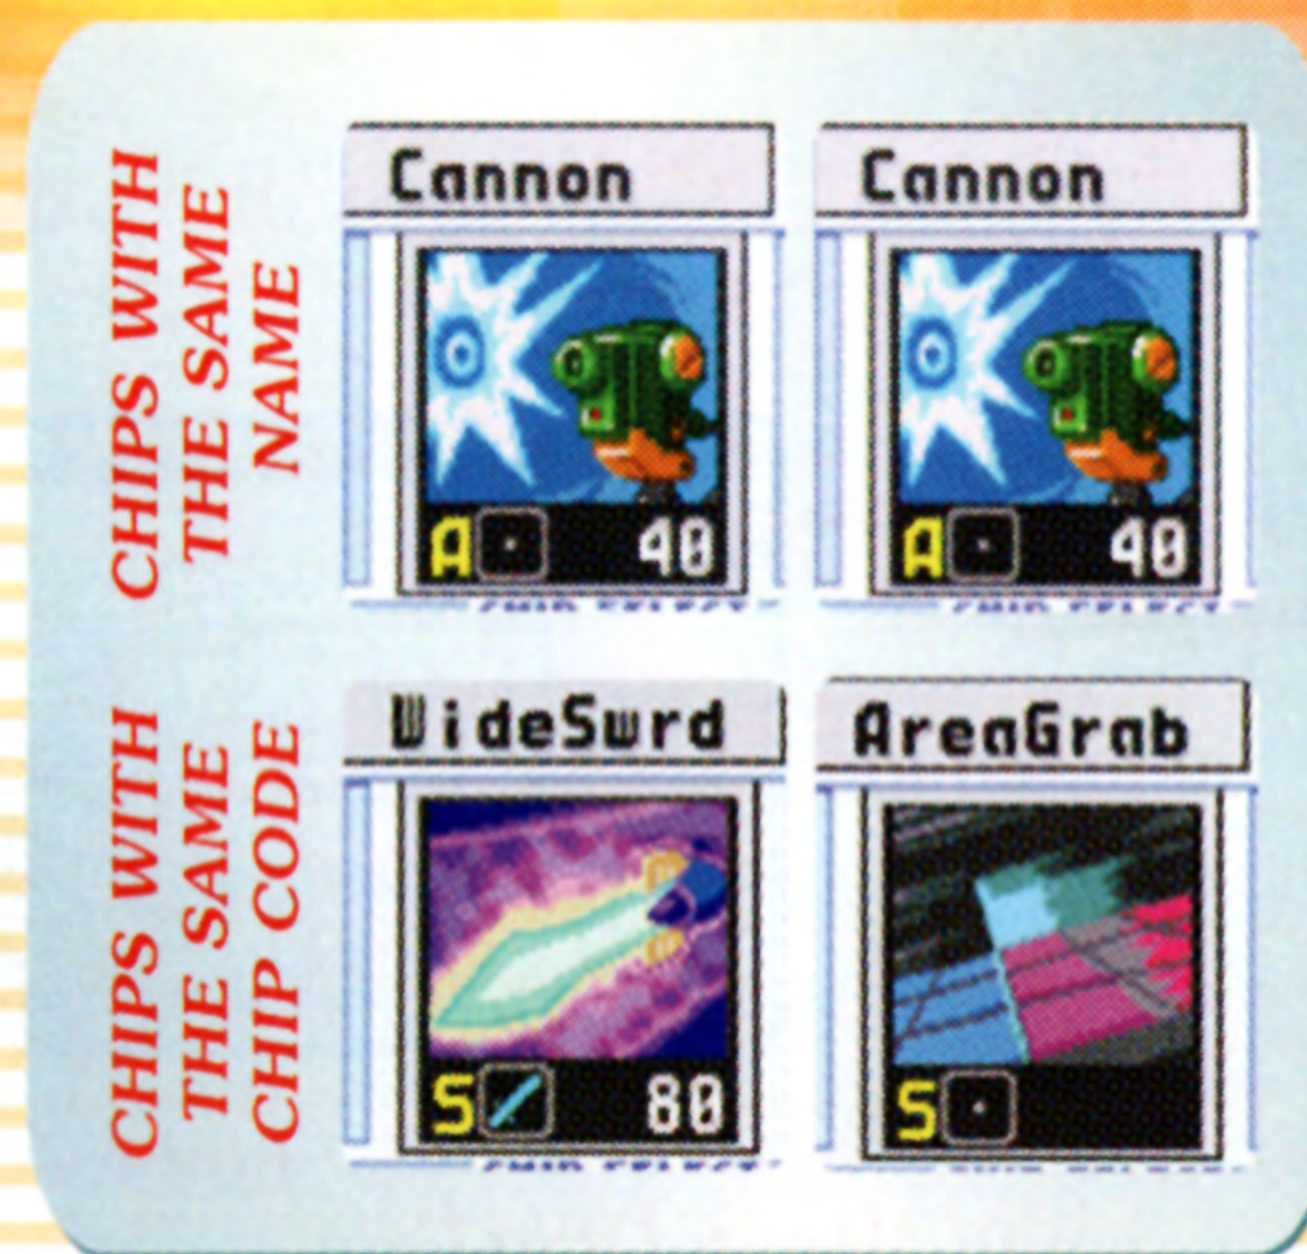 CHIPS WITH
THE SAME
NAME
Cannon
Cannon
A 40
A 40
CHIPS WITH
THE SAME
CHIP CODE
WideSwrd
AreaGrab
S 80
S